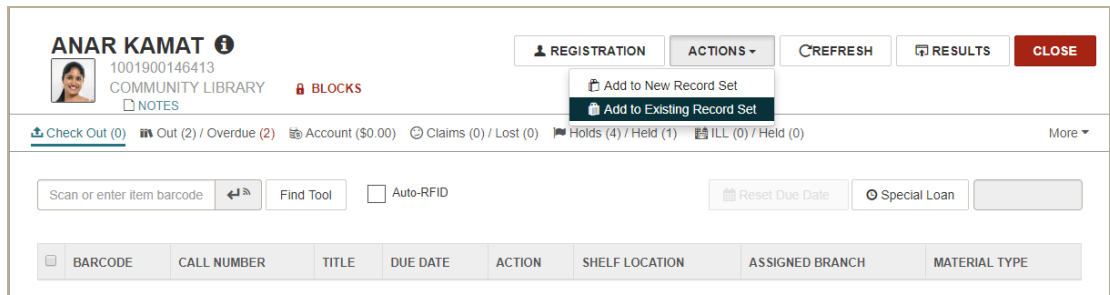 ANAR KAMAT
REGISTRATION ACTIONS REFRESH RESULTS CLOSE
1001900146413
COMMUNITY LIBRARY BLOCKS
NOTES
Add to New Record Set
Add to Existing Record Set
Check Out (0) Out (2) / Overdue (2) Account ($0.00) Claims (0) / Lost (0) Holds (4) / Held (1) ILL (0) / Held (0) More
Scan or enter item barcode Find Tool Auto-RFID Reset Due Date Special Loan
BARCODE CALL NUMBER TITLE DUE DATE ACTION SHELF LOCATION ASSIGNED BRANCH MATERIAL TYPE